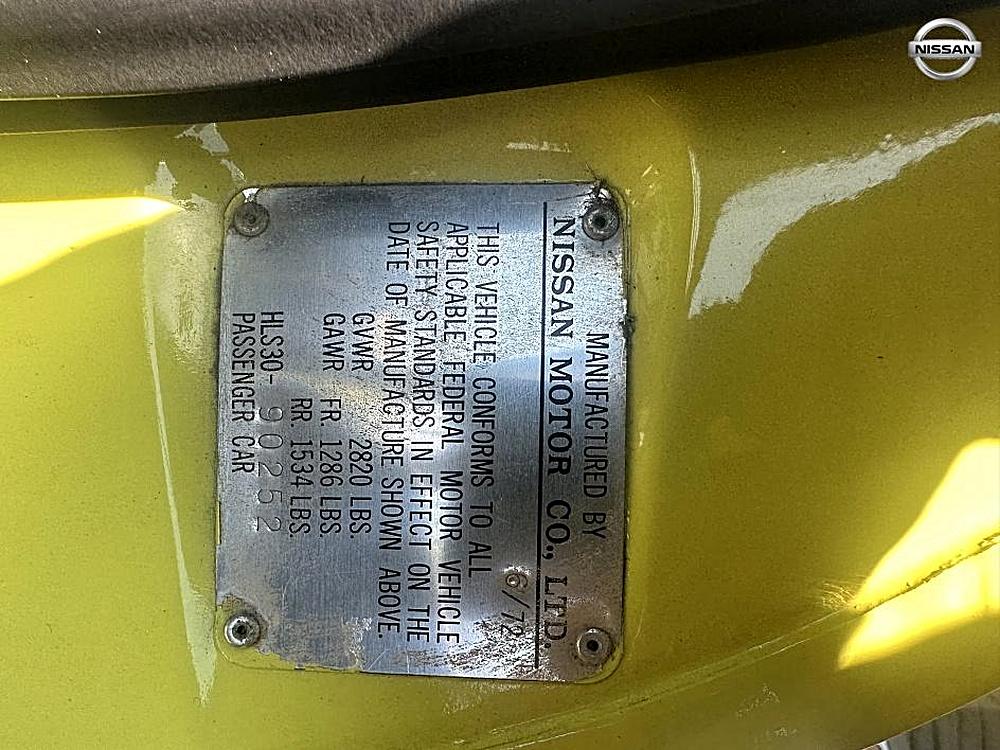 MANUFACTURED BY
NISSAN MOTOR CO., LTD.
6/72
THIS VEHICLE CONFORMS TO ALL
APPLICABLE FEDERAL MOTOR VEHICLE
SAFETY STANDARDS IN EFFECT ON THE
DATE OF MANUFACTURE SHOWN ABOVE.
GVWR 2820 LBS.
GAWR FR. 1286 LBS.
RR. 1534 LBS.
HLS30-90252
PASSENGER CAR
NISSAN